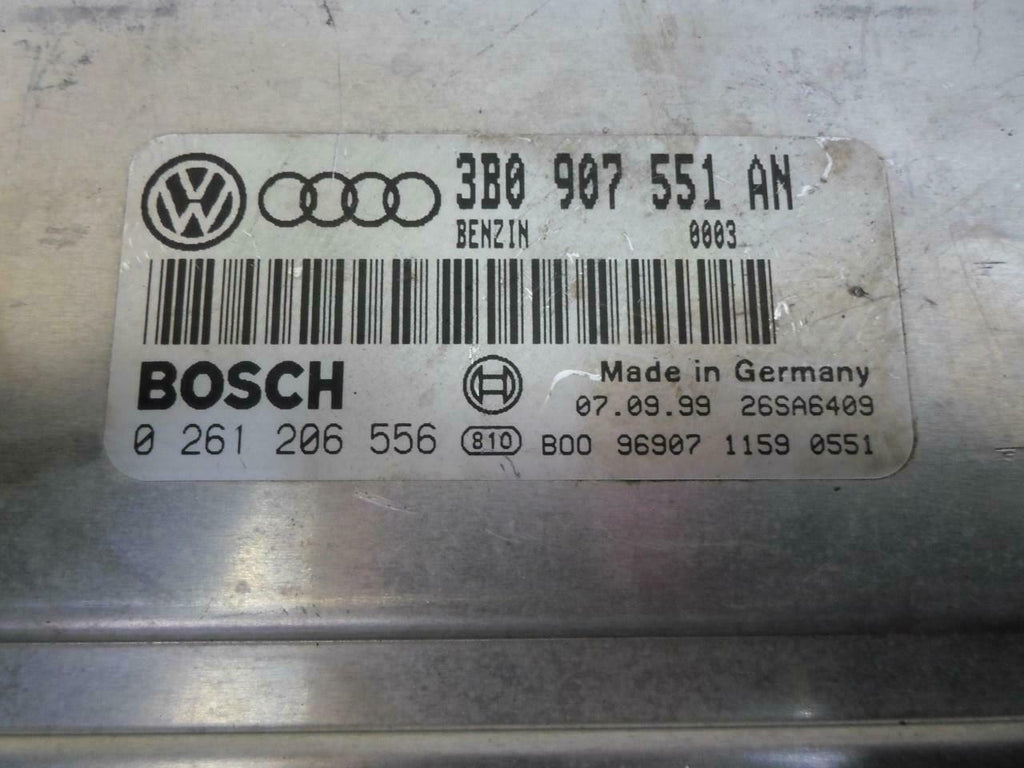 3B0 907 551 AN
BENZIN 0003
BOSCH Made in Germany
07.09.99 26SA6409
0 261 206 556 810 B00 96907 1159 0551